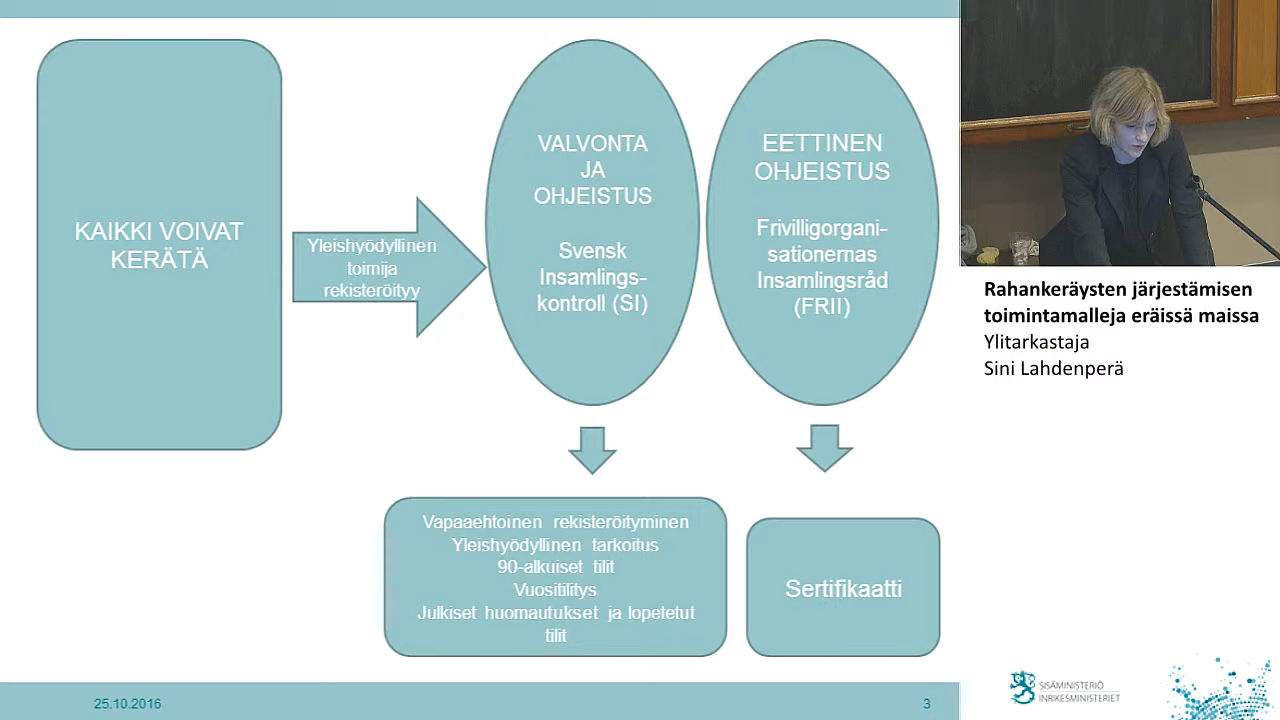 KAIKKI VOIVAT
KERÄTÄ
Yleishyödyllinen
toimija
rekisteröityy
VALVONTA
JA
OHJEISTUS
Svensk
Insamlings-
kontroll (SI)
EETTINEN
OHJEISTUS
Frivilligorgani-
sationernas
Insamlingsråd
(FRII)
Vapaaehtoinen rekisteröityminen
Yleishyödyllinen tarkoitus
90-alkuiset tilit
Vuositilitys
Julkiset huomautukset ja lopetetut
tilit
Sertifikaatti
Rahankeräysten järjestämisen
toimintamalleja eräissä maissa
Ylitarkastaja
Sini Lahdenperä
25.10.2016
3
SISÄMINISTERIÖ
INRIKESMINISTERIET